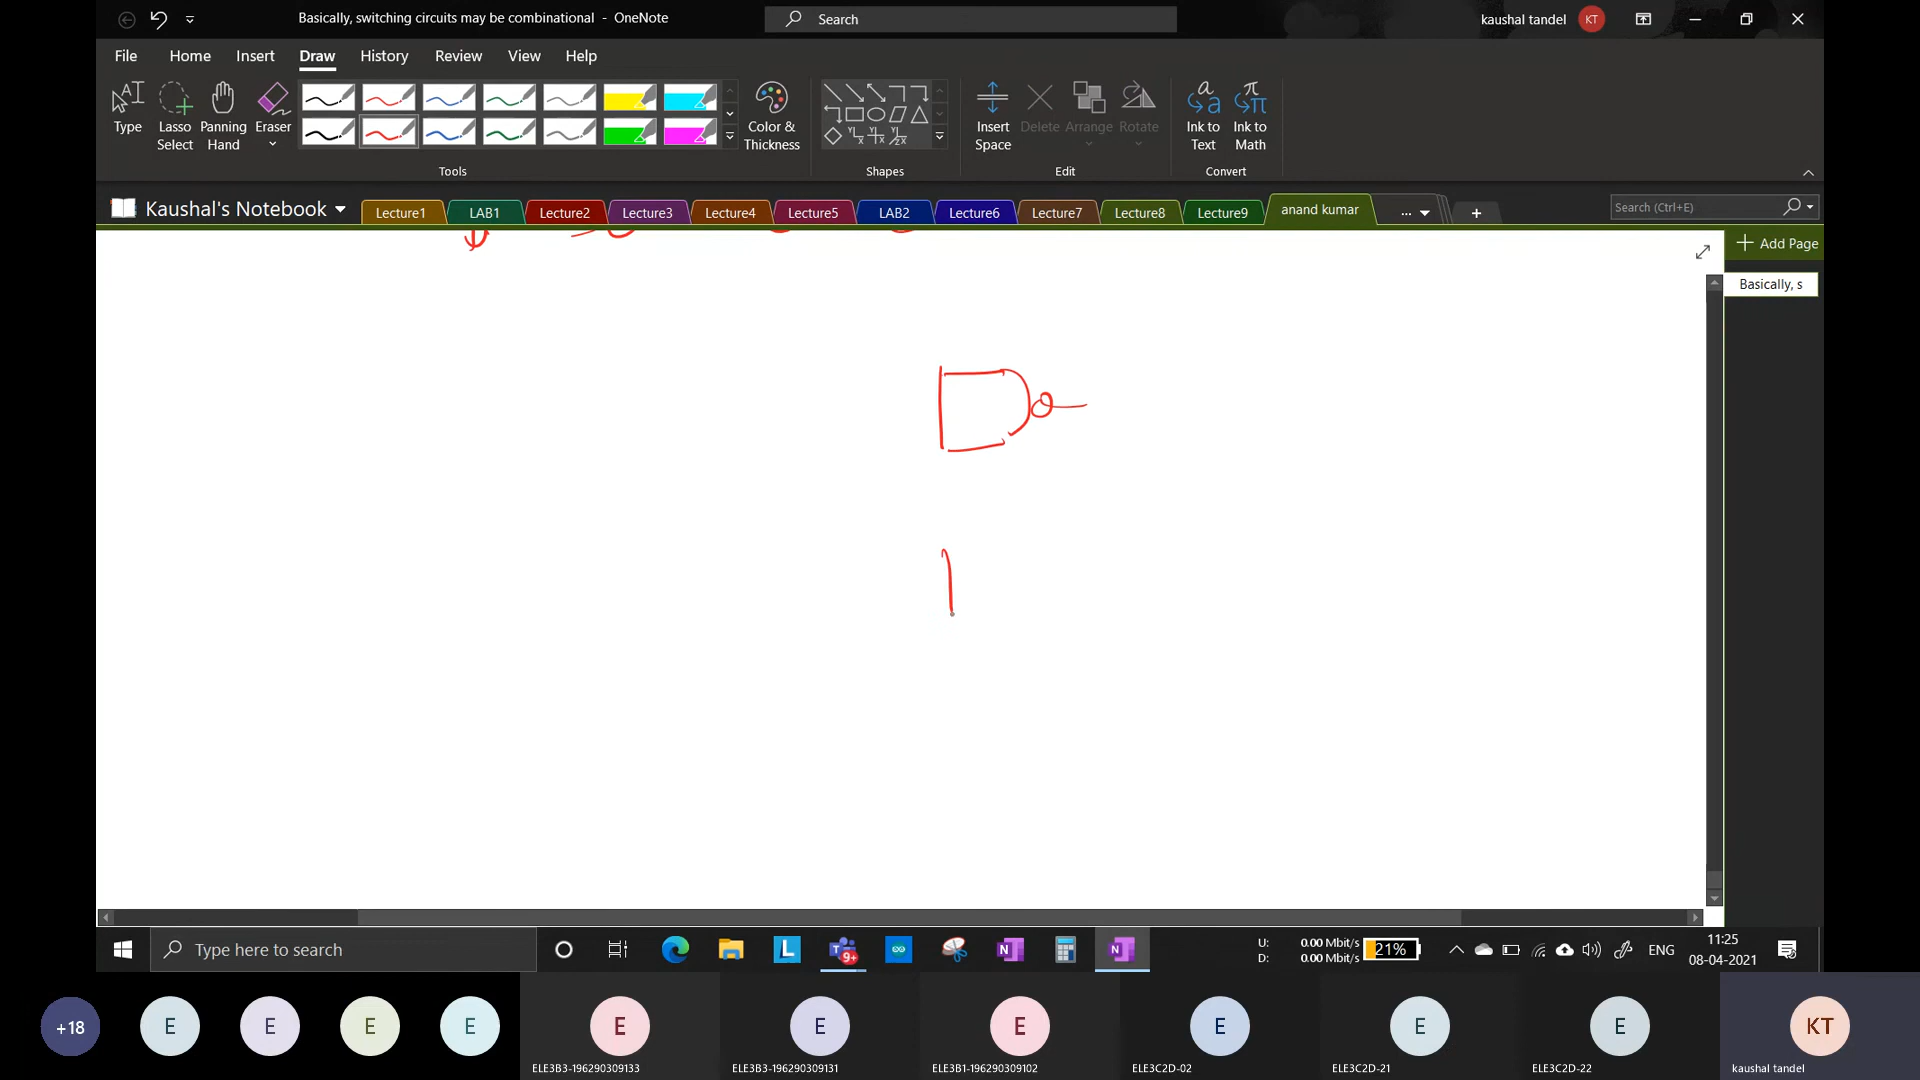 Basically, switching circuits may be combinational - OneNote
Search
kaushal tandel KT
File Home Insert Draw History Review View Help
Type
Lasso Select
Panning Hand
Eraser
Color & Thickness
Insert Space
Delete
Arrange
Rotate
Ink to Text
Ink to Math
Tools Shapes Edit Convert
Kaushal's Notebook Lecture1 LAB1 Lecture2 Lecture3 Lecture4 Lecture5 LAB2 Lecture6 Lecture7 Lecture8 Lecture9 anand kumar ... + Search (Ctrl+E)
+ Add Page
Basically, s
Type here to search
U: 0.00 Mbit/s
D: 0.00 Mbit/s
21%
ENG
11:25
08-04-2021
+18 E E E E E E E E E E KT
ELE3B3-196290309133 ELE3B3-196290309131 ELE3B1-196290309102 ELE3C2D-02 ELE3C2D-21 ELE3C2D-22 kaushal tandel